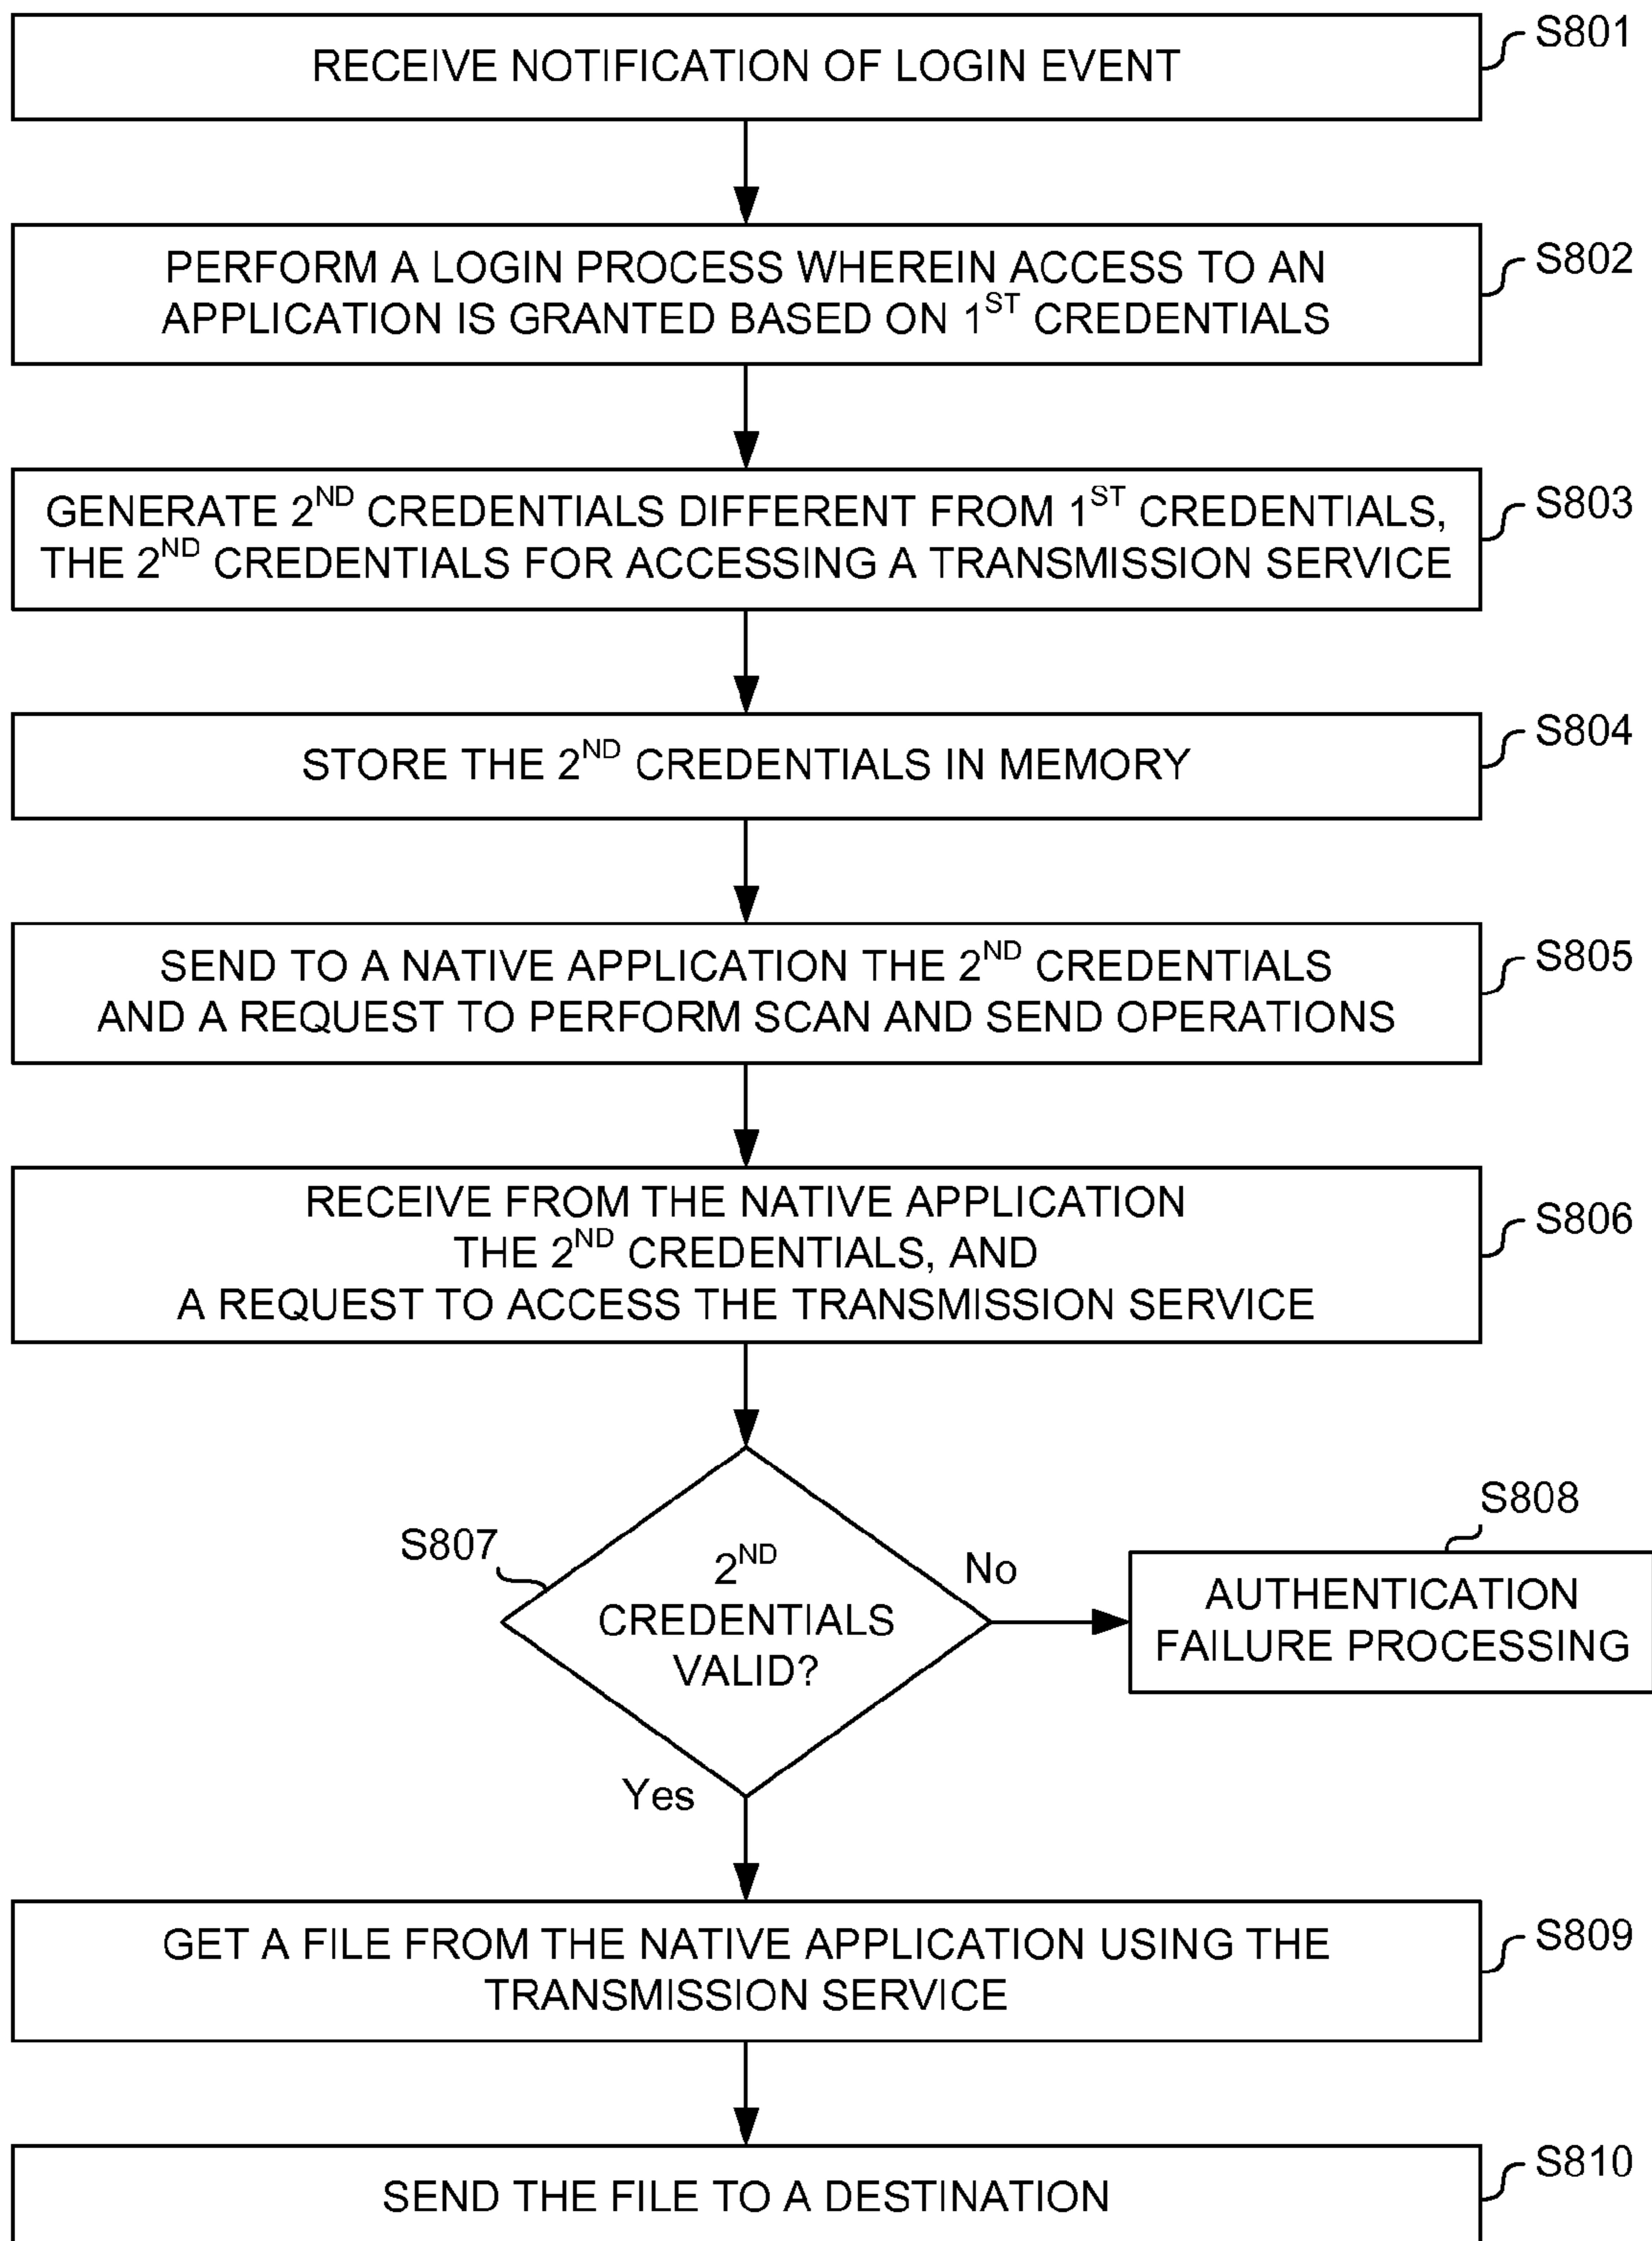 RECEIVE NOTIFICATION OF LOGIN EVENT
S801
PERFORM A LOGIN PROCESS WHEREIN ACCESS TO AN
APPLICATION IS GRANTED BASED ON 1ST CREDENTIALS
S802
GENERATE 2ND CREDENTIALS DIFFERENT FROM 1ST CREDENTIALS,
THE 2ND CREDENTIALS FOR ACCESSING A TRANSMISSION SERVICE
S803
STORE THE 2ND CREDENTIALS IN MEMORY
S804
SEND TO A NATIVE APPLICATION THE 2ND CREDENTIALS
AND A REQUEST TO PERFORM SCAN AND SEND OPERATIONS
S805
RECEIVE FROM THE NATIVE APPLICATION
THE 2ND CREDENTIALS, AND
A REQUEST TO ACCESS THE TRANSMISSION SERVICE
S806
S807
2ND
CREDENTIALS
VALID?
No
S808
AUTHENTICATION
FAILURE PROCESSING
Yes
GET A FILE FROM THE NATIVE APPLICATION USING THE
TRANSMISSION SERVICE
S809
SEND THE FILE TO A DESTINATION
S810